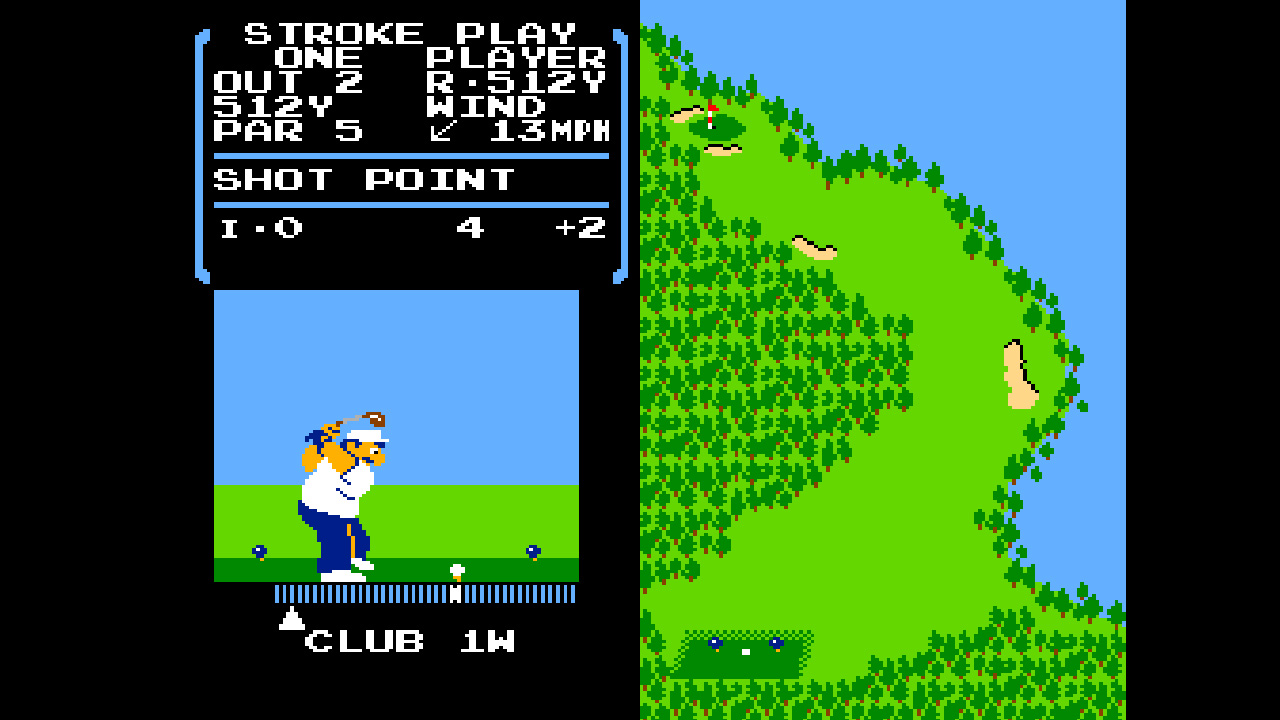 STROKE PLAY
ONE PLAYER
OUT 2 R·512Y
512Y WIND
PAR 5 ↙ 13MPH
SHOT POINT
I·0 4 +2
CLUB 1W